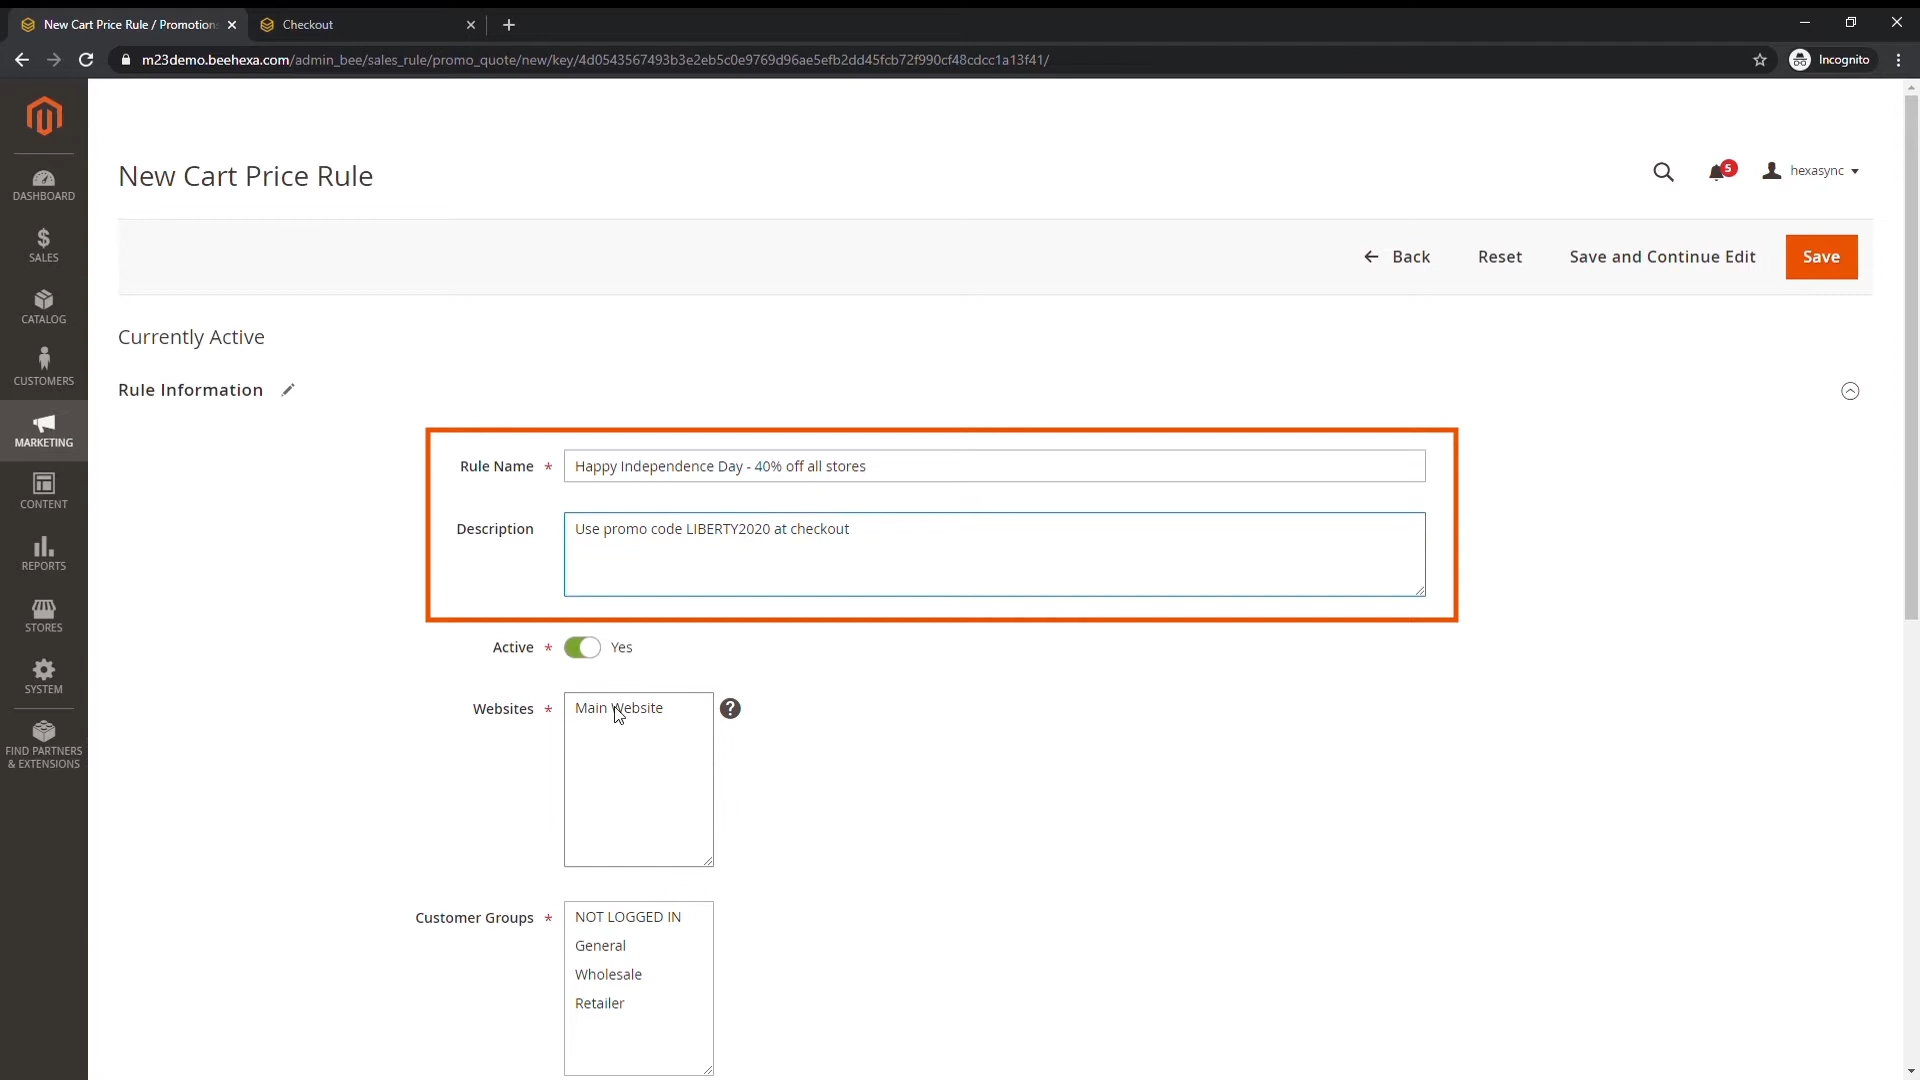 New Cart Price Rule / Promotion
Checkout
m23demo.beehexa.com/admin_bee/sales_rule/promo_quote/new/key/4d0543567493b3e2eb5c0e9769d96ae5efb2dd45fcb72f990cf48cdcc1a13f41/
Incognito
DASHBOARD
$
SALES
CATALOG
CUSTOMERS
MARKETING
CONTENT
REPORTS
STORES
SYSTEM
FIND PARTNERS
& EXTENSIONS
New Cart Price Rule
5
hexasync
Back
Reset
Save and Continue Edit
Save
Currently Active
Rule Information
Rule Name * Happy Independence Day - 40% off all stores
Description Use promo code LIBERTY2020 at checkout
Active * Yes
Websites * Main Website ?
Customer Groups * NOT LOGGED IN
General
Wholesale
Retailer